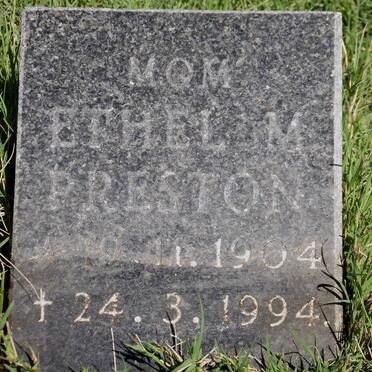 MOM
ETHEL M.
PRESTON
11.1904
† 24.3.1994